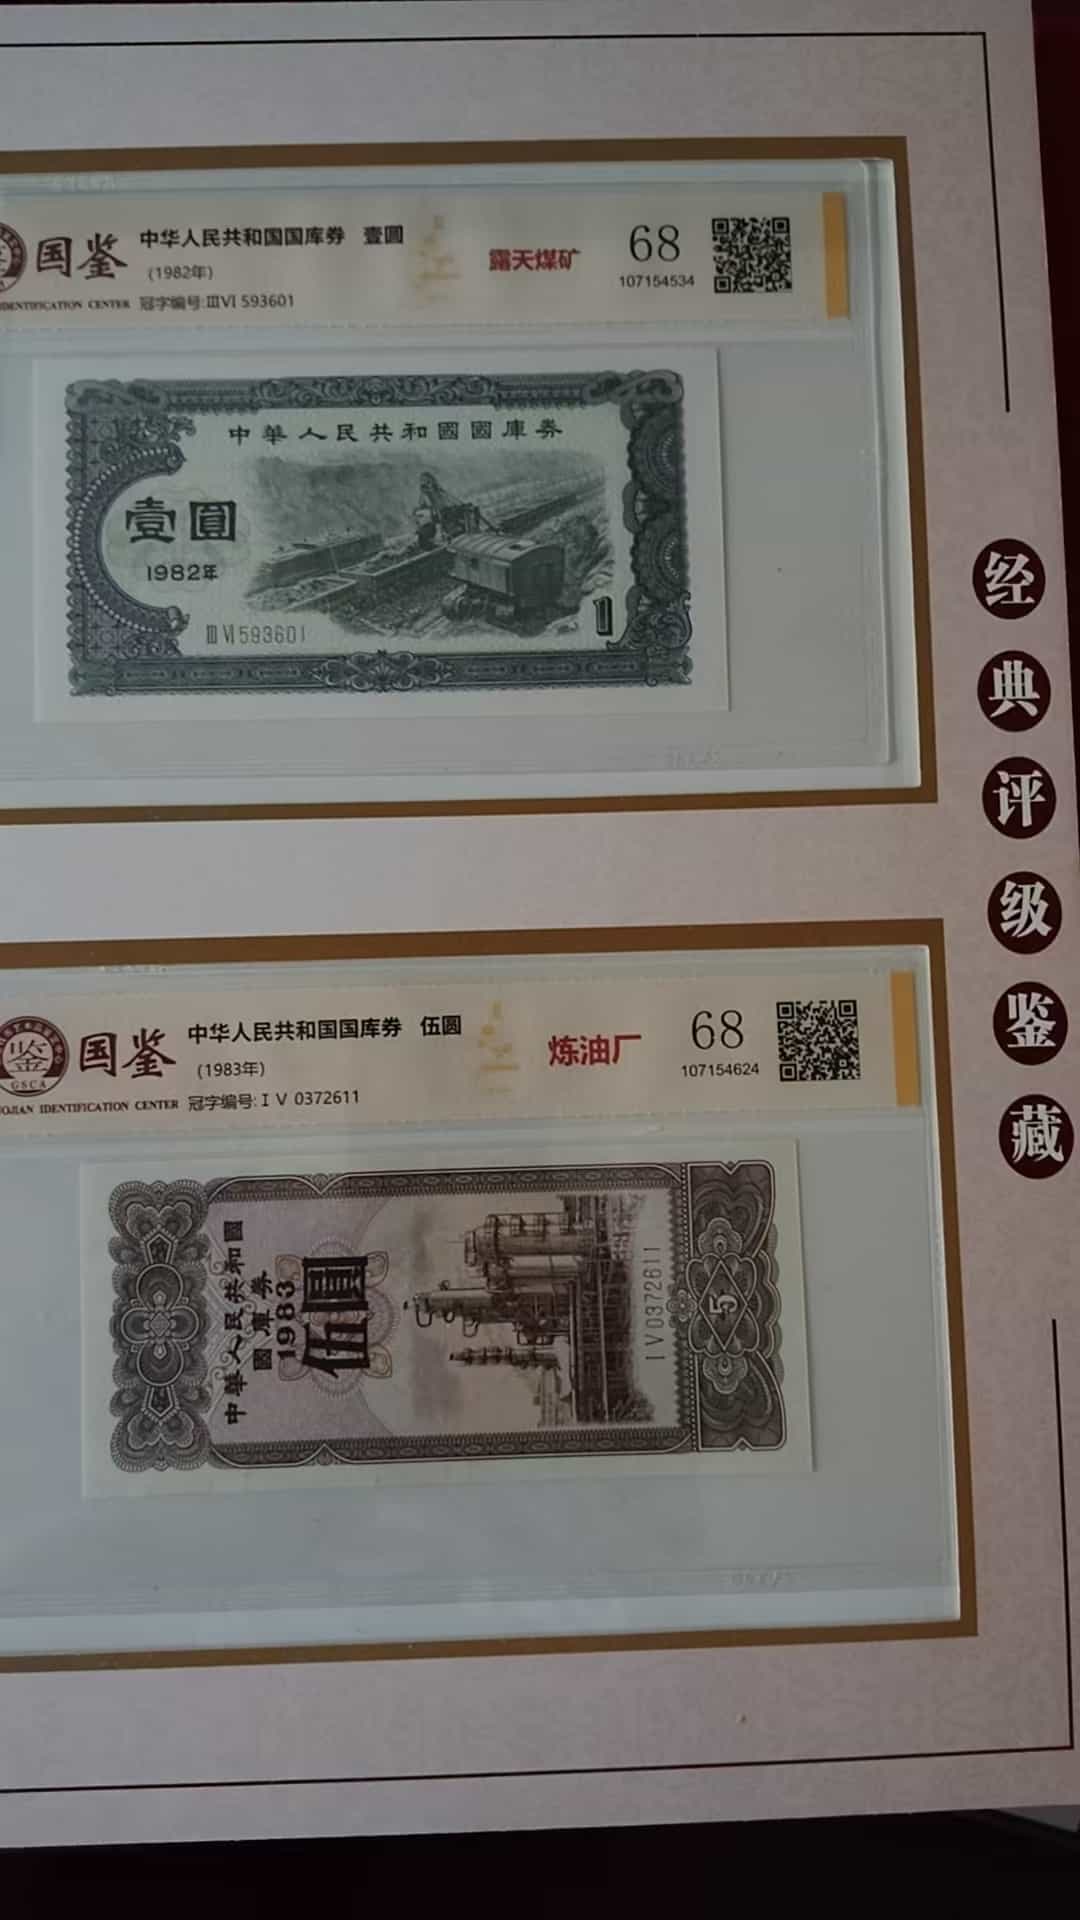 国鉴
IDENTIFICATION CENTER
中华人民共和国国库券 壹圆
(1982年)
冠字编号:ⅢⅥ 593601
露天煤矿
68
107154534
中華人民共和國國庫券
壹圓
1982年
ⅢⅥ593601
1
鉴
GSCA
国鉴
OJIAN IDENTIFICATION CENTER
中华人民共和国国库券 伍圆
(1983年)
冠字编号:Ⅰ Ⅴ 0372611
炼油厂
68
107154624
中華人民共和國
國庫券
1983
伍圓
ⅠⅤ0372611
5
经典评级鉴藏